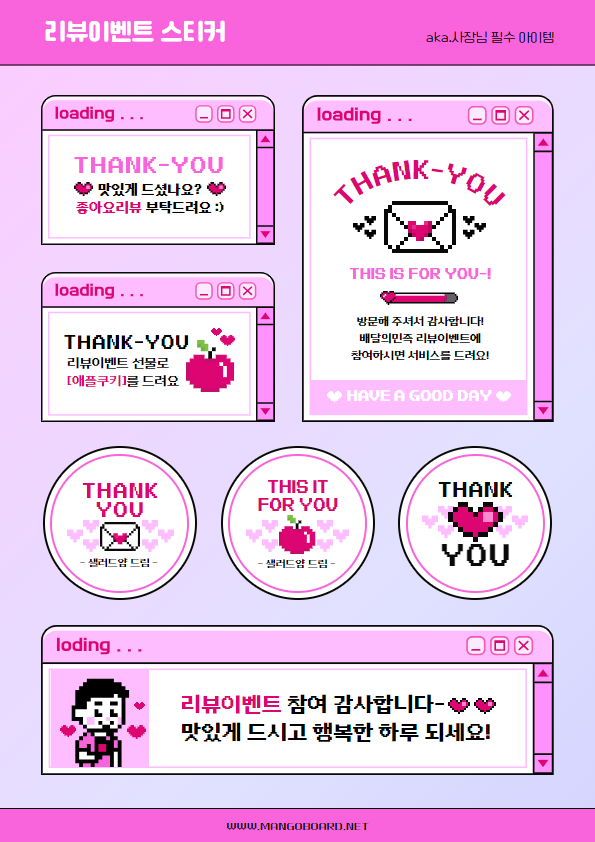 리뷰이벤트 스티커
aka.사장님 필수 아이템
loading . . .
THANK-YOU
맛있게 드셨나요?
좋아요리뷰 부탁드려요 :)
loading . . .
THANK-YOU
THIS IS FOR YOU~!
방문해 주셔서 감사합니다!
배달의민족 리뷰이벤트에
참여하시면 서비스를 드려요!
HAVE A GOOD DAY
loading . . .
THANK-YOU
리뷰이벤트 선물로
[애플쿠키]를 드려요
THANK
YOU
- 샐러드얌 드림 -
THIS IT
FOR YOU
- 샐러드얌 드림 -
THANK
YOU
loding . . .
리뷰이벤트 참여 감사합니다~
맛있게 드시고 행복한 하루 되세요!
WWW.MANGOBOARD.NET